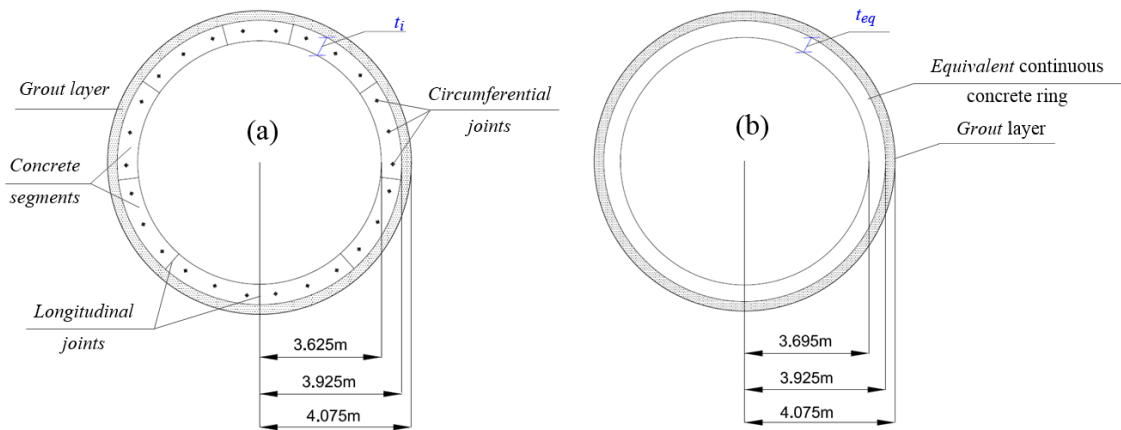 t_i
Grout layer
(a)
Circumferential
joints
Concrete
segments
Longitudinal
joints
3.625m
3.925m
4.075m
t_eq
(b)
Equivalent continuous
concrete ring
Grout layer
3.695m
3.925m
4.075m